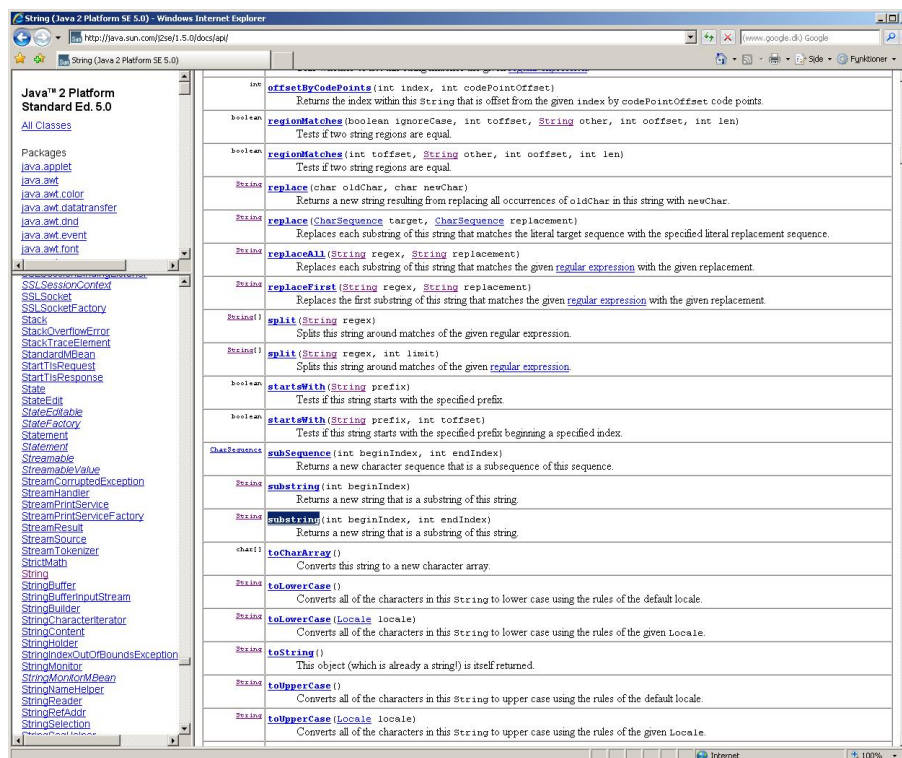 String (Java 2 Platform SE 5.0) - Windows Internet Explorer
http://java.sun.com/j2se/1.5.0/docs/api/
(www.google.dk) Google
String (Java 2 Platform SE 5.0)
Side
Funktioner
Java™ 2 Platform
Standard Ed. 5.0
All Classes
Packages
java.applet
java.awt
java.awt.color
java.awt.datatransfer
java.awt.dnd
java.awt.event
java.awt.font
SSLSessionContext
SSLSocket
SSLSocketFactory
Stack
StackOverflowError
StackTraceElement
StandardMBean
StartTlsRequest
StartTlsResponse
State
StateEdit
StateEditable
StateFactory
Statement
Statement
Streamable
StreamableValue
StreamCorruptedException
StreamHandler
StreamPrintService
StreamPrintServiceFactory
StreamResult
StreamSource
StreamTokenizer
StrictMath
String
StringBuffer
StringBufferInputStream
StringBuilder
StringCharacterIterator
StringContent
StringHolder
StringIndexOutOfBoundsException
StringMonitor
StringMonitorMBean
StringNameHelper
StringReader
StringRefAddr
StringSelection
StringSeqHelper
int offsetByCodePoints(int index, int codePointOffset)
Returns the index within this String that is offset from the given index by codePointOffset code points.
boolean regionMatches(boolean ignoreCase, int toffset, String other, int ooffset, int len)
Tests if two string regions are equal.
boolean regionMatches(int toffset, String other, int ooffset, int len)
Tests if two string regions are equal.
String replace(char oldChar, char newChar)
Returns a new string resulting from replacing all occurrences of oldChar in this string with newChar.
String replace(CharSequence target, CharSequence replacement)
Replaces each substring of this string that matches the literal target sequence with the specified literal replacement sequence.
String replaceAll(String regex, String replacement)
Replaces each substring of this string that matches the given regular expression with the given replacement.
String replaceFirst(String regex, String replacement)
Replaces the first substring of this string that matches the given regular expression with the given replacement.
String[] split(String regex)
Splits this string around matches of the given regular expression.
String[] split(String regex, int limit)
Splits this string around matches of the given regular expression.
boolean startsWith(String prefix)
Tests if this string starts with the specified prefix.
boolean startsWith(String prefix, int toffset)
Tests if this string starts with the specified prefix beginning a specified index.
CharSequence subSequence(int beginIndex, int endIndex)
Returns a new character sequence that is a subsequence of this sequence.
String substring(int beginIndex)
Returns a new string that is a substring of this string.
String substring(int beginIndex, int endIndex)
Returns a new string that is a substring of this string.
char[] toCharArray()
Converts this string to a new character array.
String toLowerCase()
Converts all of the characters in this String to lower case using the rules of the default locale.
String toLowerCase(Locale locale)
Converts all of the characters in this String to lower case using the rules of the given Locale.
String toString()
This object (which is already a string!) is itself returned.
String toUpperCase()
Converts all of the characters in this String to upper case using the rules of the default locale.
String toUpperCase(Locale locale)
Converts all of the characters in this String to upper case using the rules of the given Locale.
Internet
100%